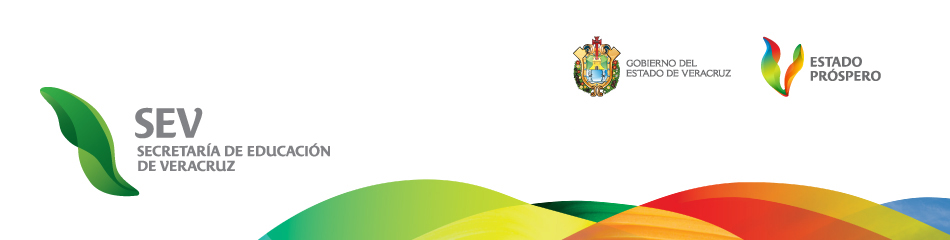 GOBIERNO DEL
ESTADO DE VERACRUZ
ESTADO
PRÓSPERO
SEV
SECRETARÍA DE EDUCACIÓN
DE VERACRUZ